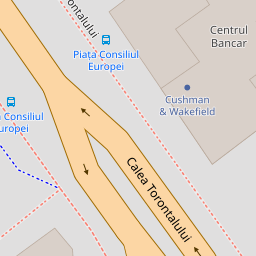 Torontalului
Centrul
Bancar
Piața Consiliul
Europei
Cushman
& Wakefield
Consiliul
Europei
Calea Torontalului